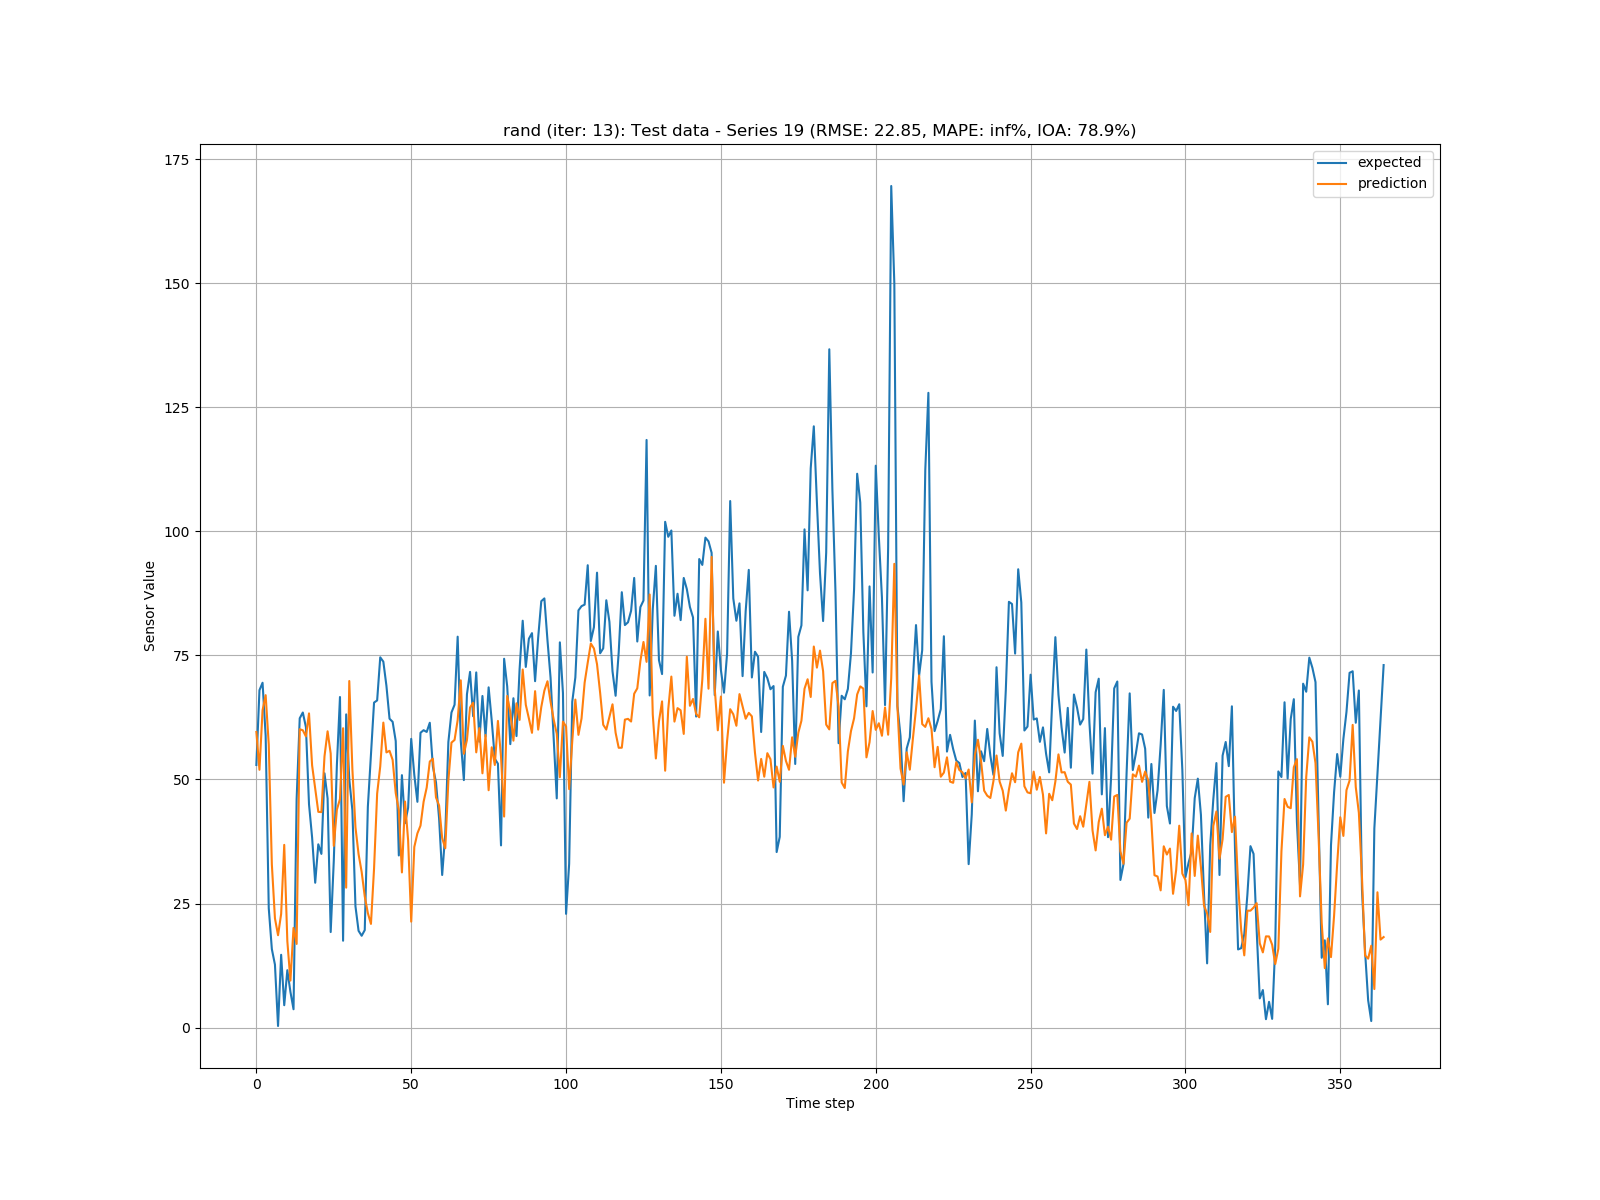 rand (iter: 13): Test data - Series 19 (RMSE: 22.85, MAPE: inf%, IOA: 78.9%)
expected
prediction
175
150
125
100
75
50
25
0
Sensor Value
0 50 100 150 200 250 300 350
Time step